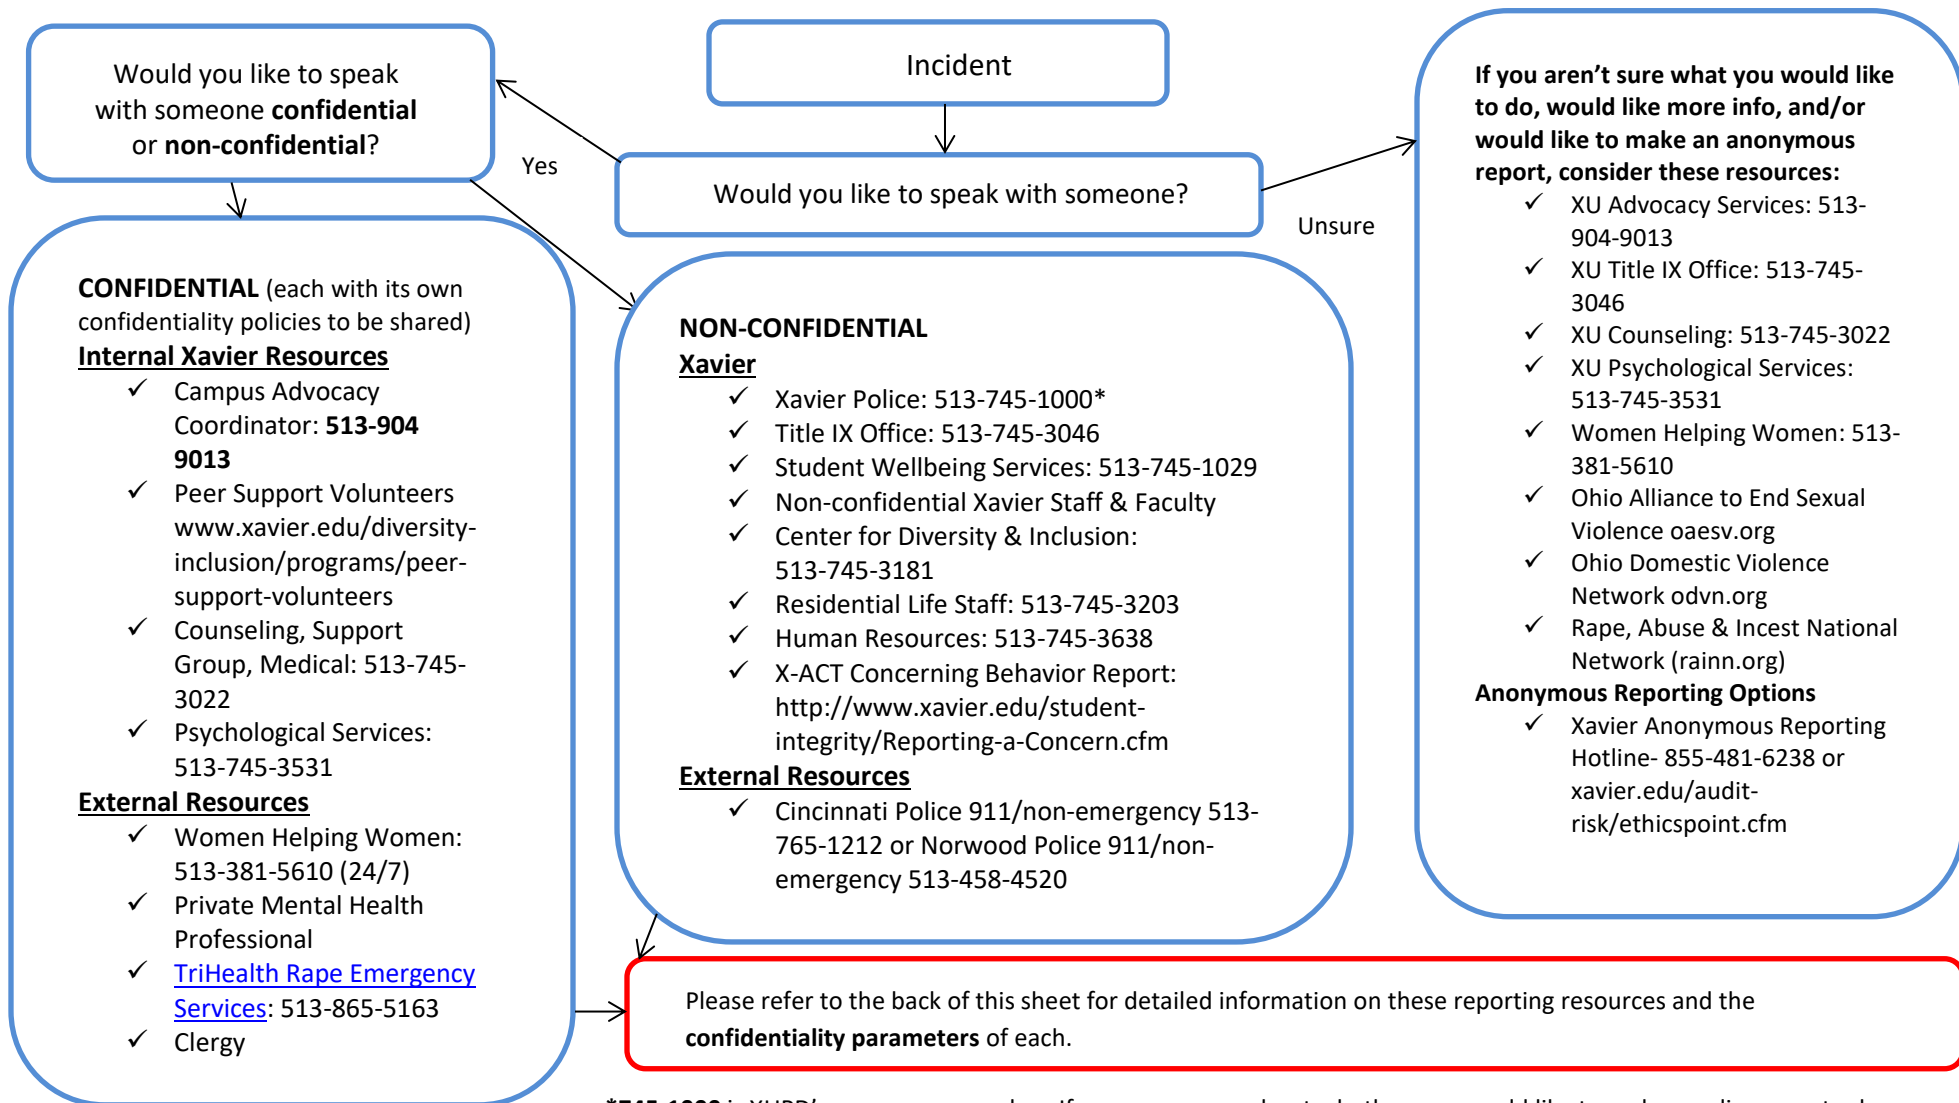 Incident
Would you like to speak with someone?
Yes
Unsure
Would you like to speak
with someone confidential
or non-confidential?
CONFIDENTIAL (each with its own
confidentiality policies to be shared)
Internal Xavier Resources
✓ Campus Advocacy
Coordinator: 513-904
9013
✓ Peer Support Volunteers
www.xavier.edu/diversity-
inclusion/programs/peer-
support-volunteers
✓ Counseling, Support
Group, Medical: 513-745-
3022
✓ Psychological Services:
513-745-3531
External Resources
✓ Women Helping Women:
513-381-5610 (24/7)
✓ Private Mental Health
Professional
✓ TriHealth Rape Emergency
Services: 513-865-5163
✓ Clergy
NON-CONFIDENTIAL
Xavier
✓ Xavier Police: 513-745-1000*
✓ Title IX Office: 513-745-3046
✓ Student Wellbeing Services: 513-745-1029
✓ Non-confidential Xavier Staff & Faculty
✓ Center for Diversity & Inclusion:
513-745-3181
✓ Residential Life Staff: 513-745-3203
✓ Human Resources: 513-745-3638
✓ X-ACT Concerning Behavior Report:
http://www.xavier.edu/student-
integrity/Reporting-a-Concern.cfm
External Resources
✓ Cincinnati Police 911/non-emergency 513-
765-1212 or Norwood Police 911/non-
emergency 513-458-4520
If you aren't sure what you would like
to do, would like more info, and/or
would like to make an anonymous
report, consider these resources:
✓ XU Advocacy Services: 513-
904-9013
✓ XU Title IX Office: 513-745-
3046
✓ XU Counseling: 513-745-3022
✓ XU Psychological Services:
513-745-3531
✓ Women Helping Women: 513-
381-5610
✓ Ohio Alliance to End Sexual
Violence oaesv.org
✓ Ohio Domestic Violence
Network odvn.org
✓ Rape, Abuse & Incest National
Network (rainn.org)
Anonymous Reporting Options
✓ Xavier Anonymous Reporting
Hotline- 855-481-6238 or
xavier.edu/audit-
risk/ethicspoint.cfm
Please refer to the back of this sheet for detailed information on these reporting resources and the
confidentiality parameters of each.